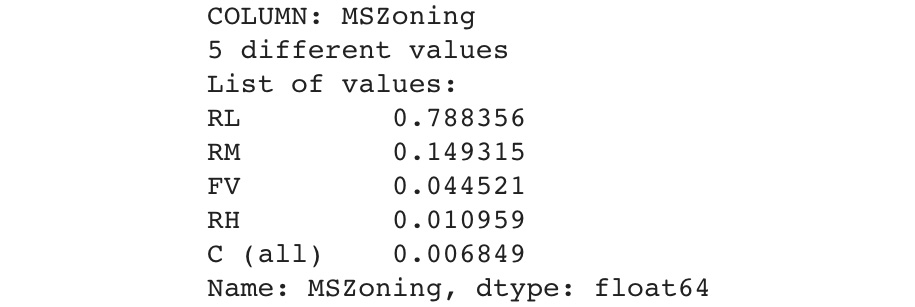 COLUMN: MSZoning
5 different values
List of values:
RL 0.788356
RM 0.149315
FV 0.044521
RH 0.010959
C (all) 0.006849
Name: MSZoning, dtype: float64